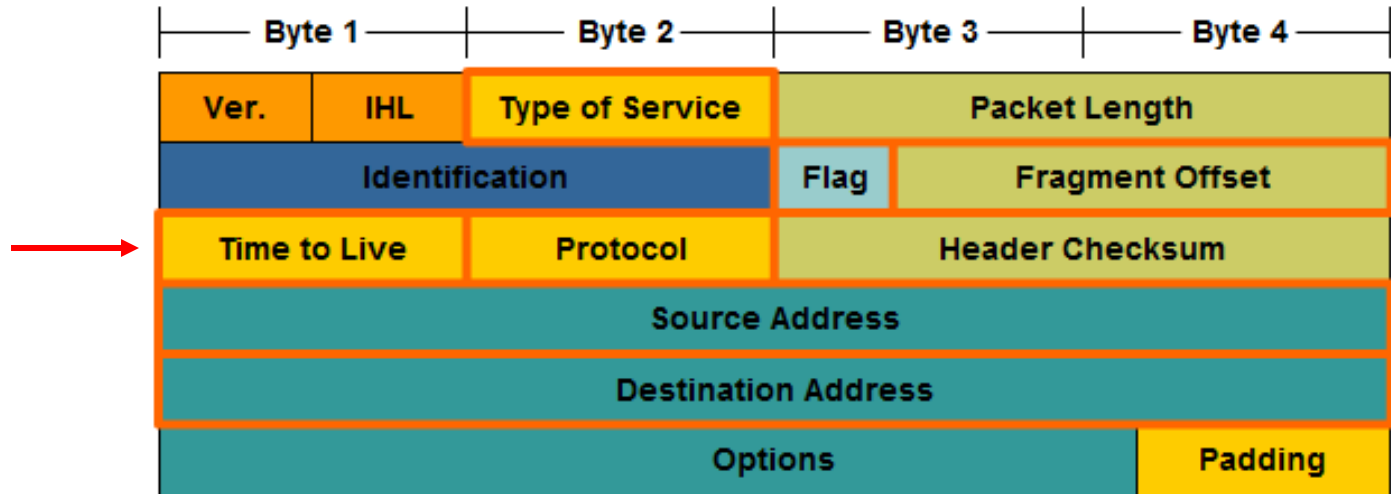 Byte 1 Byte 2 Byte 3 Byte 4
Ver. IHL Type of Service Packet Length
Identification Flag Fragment Offset
Time to Live Protocol Header Checksum
Source Address
Destination Address
Options Padding